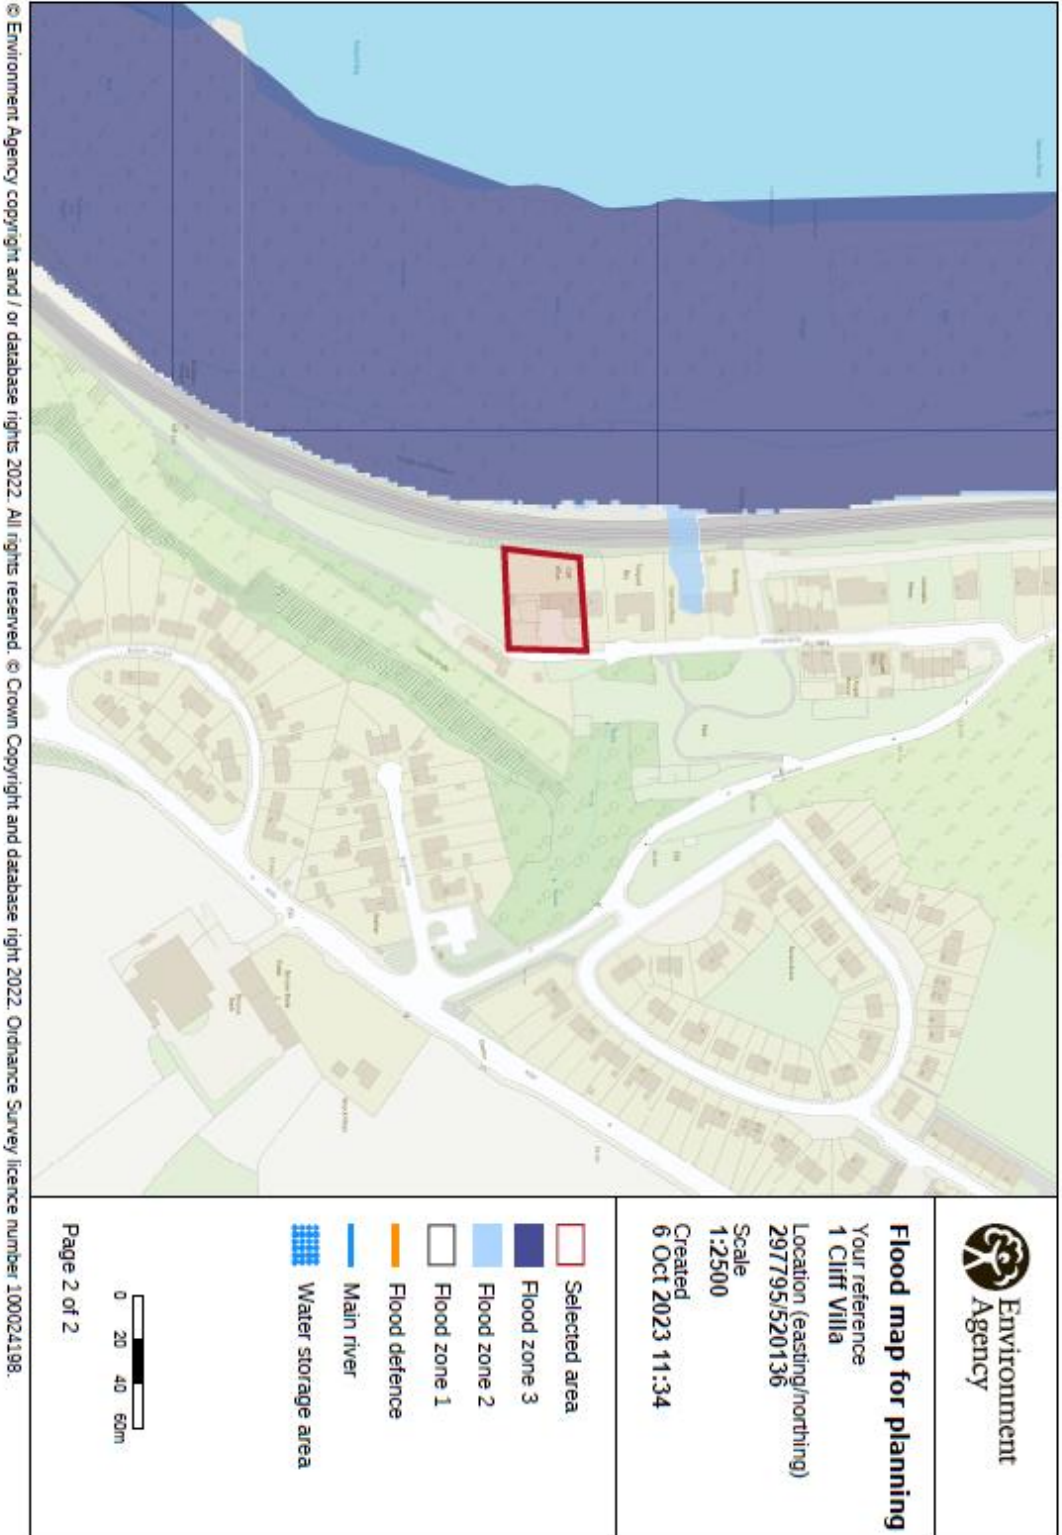 Environment
Agency
Flood map for planning
Your reference
1 Cliff Villa
Location (easting/northing)
297795/520136
Scale
1:2500
Created
6 Oct 2023 11:34
Selected area
Flood zone 3
Flood zone 2
Flood zone 1
Flood defence
Main river
Water storage area
0 20 40 60m
Page 2 of 2
© Environment Agency copyright and / or database rights 2022. All rights reserved. © Crown Copyright and database right 2022. Ordnance Survey licence number 100024198.